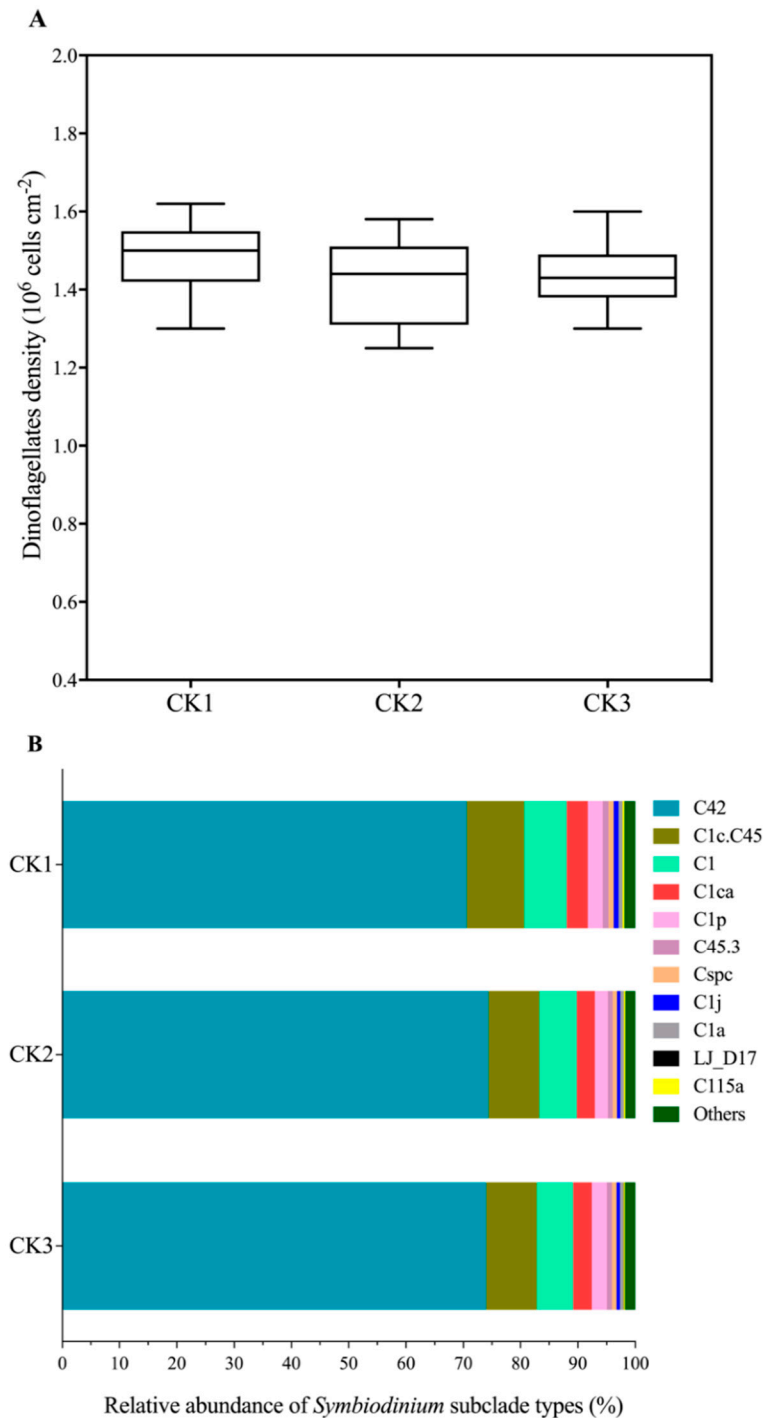 A
Dinoflagellates density (10⁶ cells cm⁻²)
2.0
1.8
1.6
1.4
1.2
1.0
0.8
0.6
0.4
CK1 CK2 CK3
B
CK1
CK2
CK3
C42
C1c.C45
C1
C1ca
C1p
C45.3
Cspc
C1j
C1a
LJ_D17
C115a
Others
0 10 20 30 40 50 60 70 80 90 100
Relative abundance of Symbiodinium subclade types (%)